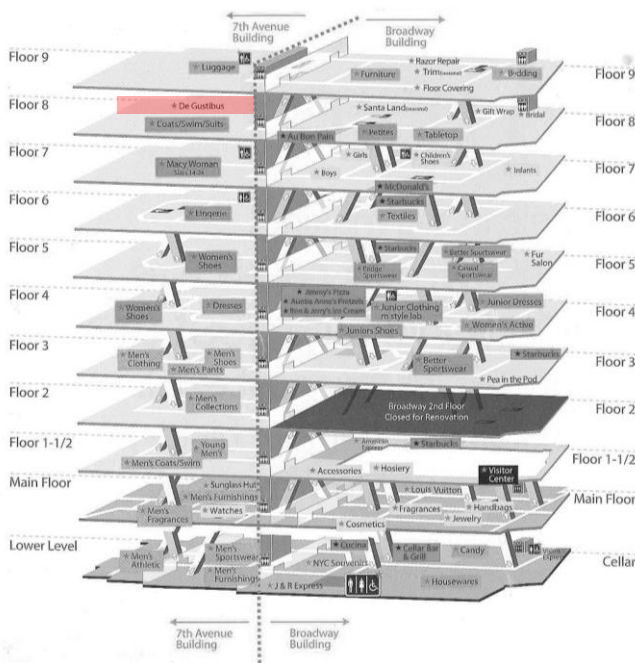 7th Avenue
Building
Broadway
Building
Floor 9
Luggage
Furniture
Razor Repair
Trim (seasonal)
Floor Covering
Bedding
Floor 9
Floor 8
De Gustibus
Coats/Swim/Suits
Au Bon Pain
Santa Land (seasonal)
Petites
Tabletop
Gift Wrap
Bridal
Floor 8
Floor 7
Macy Woman
Sizes 14-24
Boys
Girls
Children's
Shoes
McDonald's
Infants
Floor 7
Floor 6
Lingerie
Starbucks
Textiles
Floor 6
Floor 5
Women's
Shoes
Starbucks
Bridge
Sportswear
Better Sportswear
Casual
Sportswear
Fur
Salon
Floor 5
Floor 4
Women's
Shoes
Dresses
Jimmy's Pizza
Auntie Anne's Pretzels
Ben & Jerry's Ice Cream
Junior Clothing
m.style.lab
Juniors Shoes
Junior Dresses
Women's Active
Floor 4
Floor 3
Men's
Clothing
Men's
Shoes
Men's Pants
Better
Sportswear
Starbucks
Pea in the Pod
Floor 3
Floor 2
Men's
Collections
Broadway 2nd Floor
Closed for Renovation
Floor 2
Floor 1-1/2
Young
Men's
Men's Coats/Swim
American
Express
Starbucks
Accessories
Hosiery
Visitor
Center
Floor 1-1/2
Main Floor
Sunglass Hut
Men's Furnishings
Men's
Fragrances
Watches
Louis Vuitton
Fragrances
Handbags
Jewelry
Cosmetics
Main Floor
Lower Level
Men's
Athletic
Men's
Sportswear
Men's
Furnishings
Cucina
NYC Souvenirs
Cellar Bar
& Grill
Candy
J & R Express
Housewares
Cellar
7th Avenue
Building
Broadway
Building